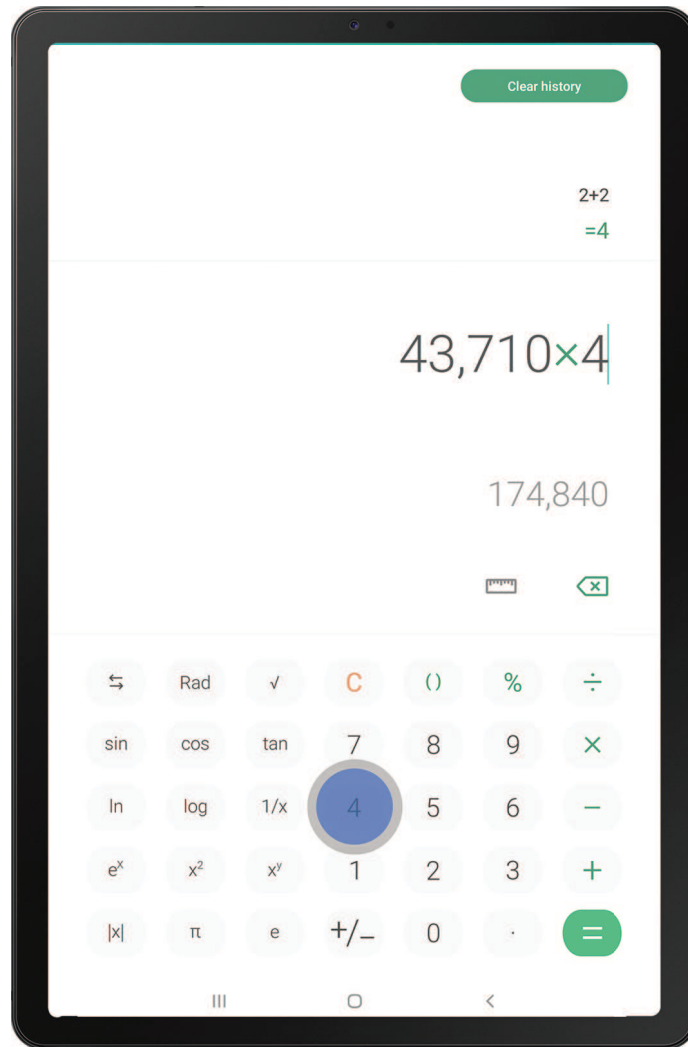 Clear history
2+2
=4
43,710×4
174,840
Rad √ C () % ÷
sin cos tan 7 8 9 ×
ln log 1/x 4 5 6 −
eˣ x² xʸ 1 2 3 +
|x| π e +/− 0 . =